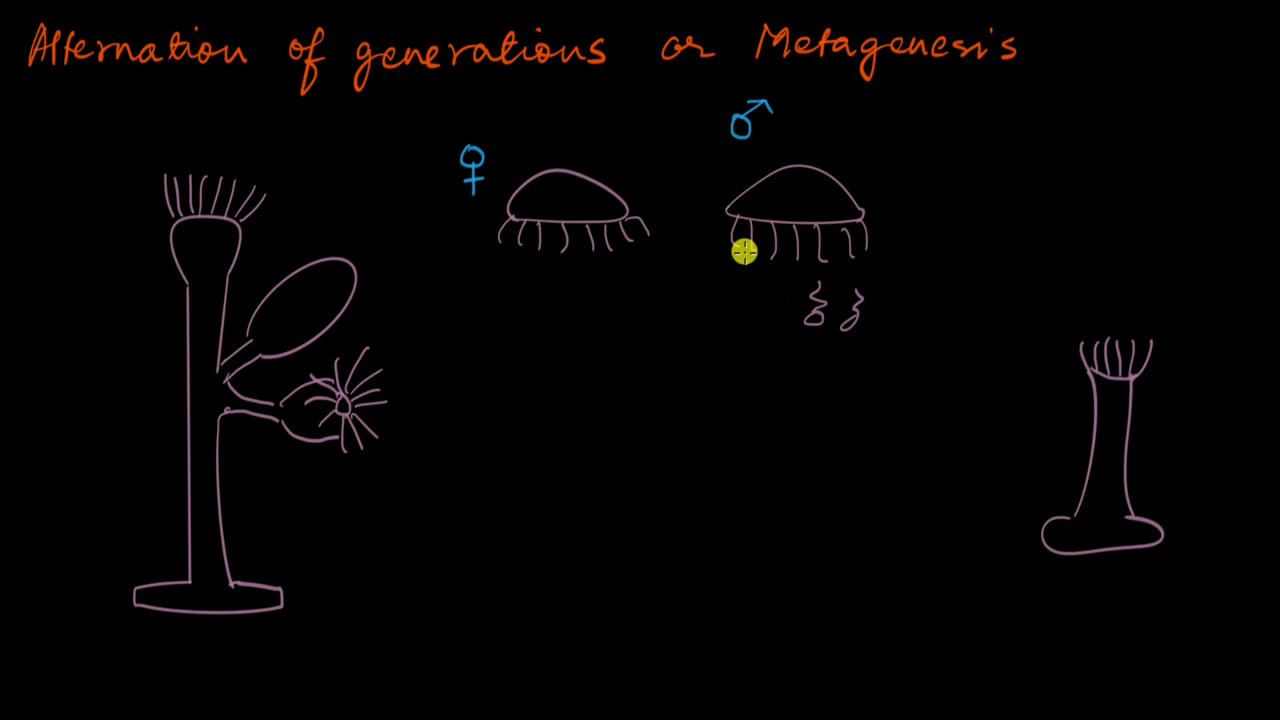 Alternation of generations or Metagenesis
♀
♂